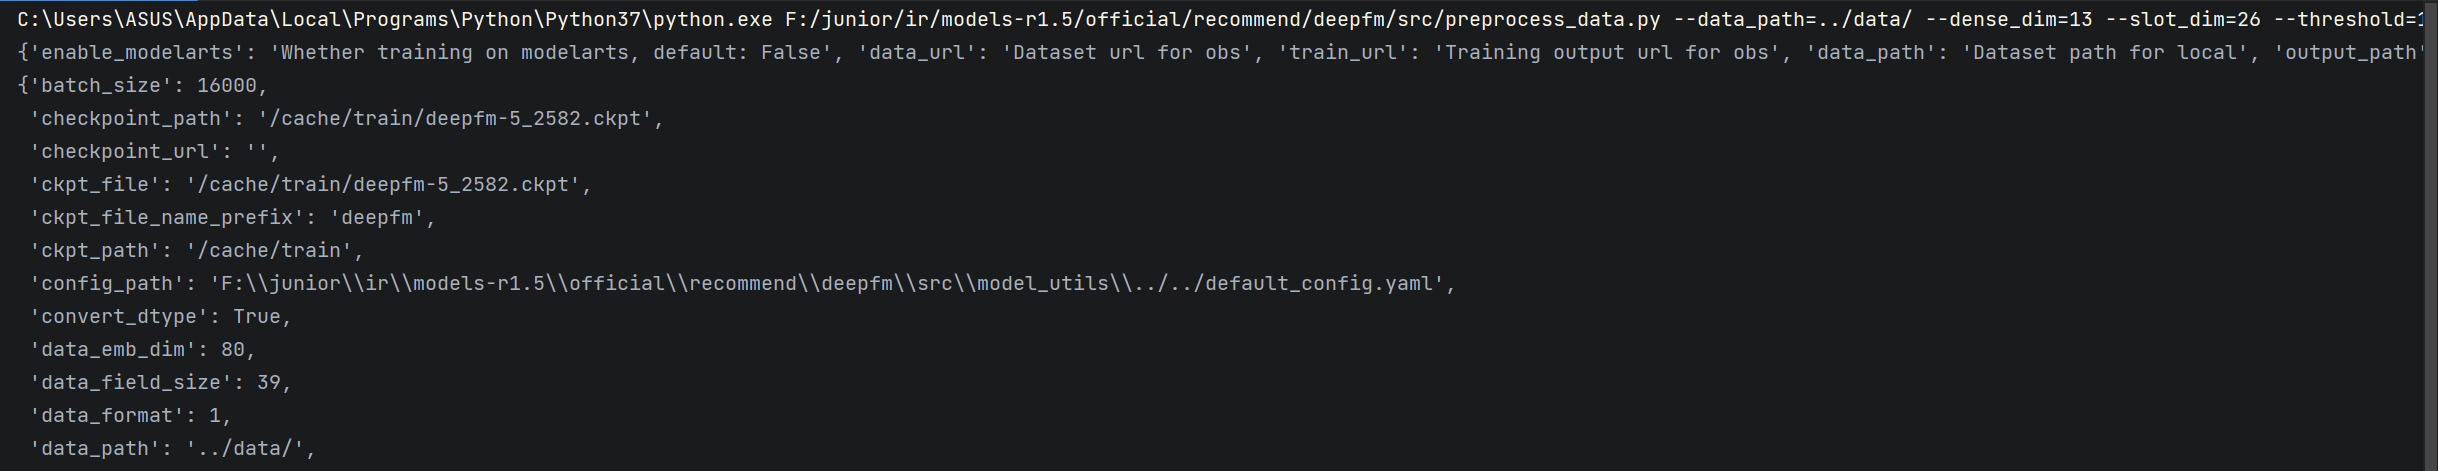 C:\Users\ASUS\AppData\Local\Programs\Python\Python37\python.exe F:/junior/ir/models-r1.5/official/recommend/deepfm/src/preprocess_data.py --data_path=../data/ --dense_dim=13 --slot_dim=26 --threshold=1
{'enable_modelarts': 'Whether training on modelarts, default: False', 'data_url': 'Dataset url for obs', 'train_url': 'Training output url for obs', 'data_path': 'Dataset path for local', 'output_path'
{'batch_size': 16000,
 'checkpoint_path': '/cache/train/deepfm-5_2582.ckpt',
 'checkpoint_url': '',
 'ckpt_file': '/cache/train/deepfm-5_2582.ckpt',
 'ckpt_file_name_prefix': 'deepfm',
 'ckpt_path': '/cache/train',
 'config_path': 'F:\\junior\\ir\\models-r1.5\\official\\recommend\\deepfm\\src\\model_utils\\../../default_config.yaml',
 'convert_dtype': True,
 'data_emb_dim': 80,
 'data_field_size': 39,
 'data_format': 1,
 'data_path': '../data/',